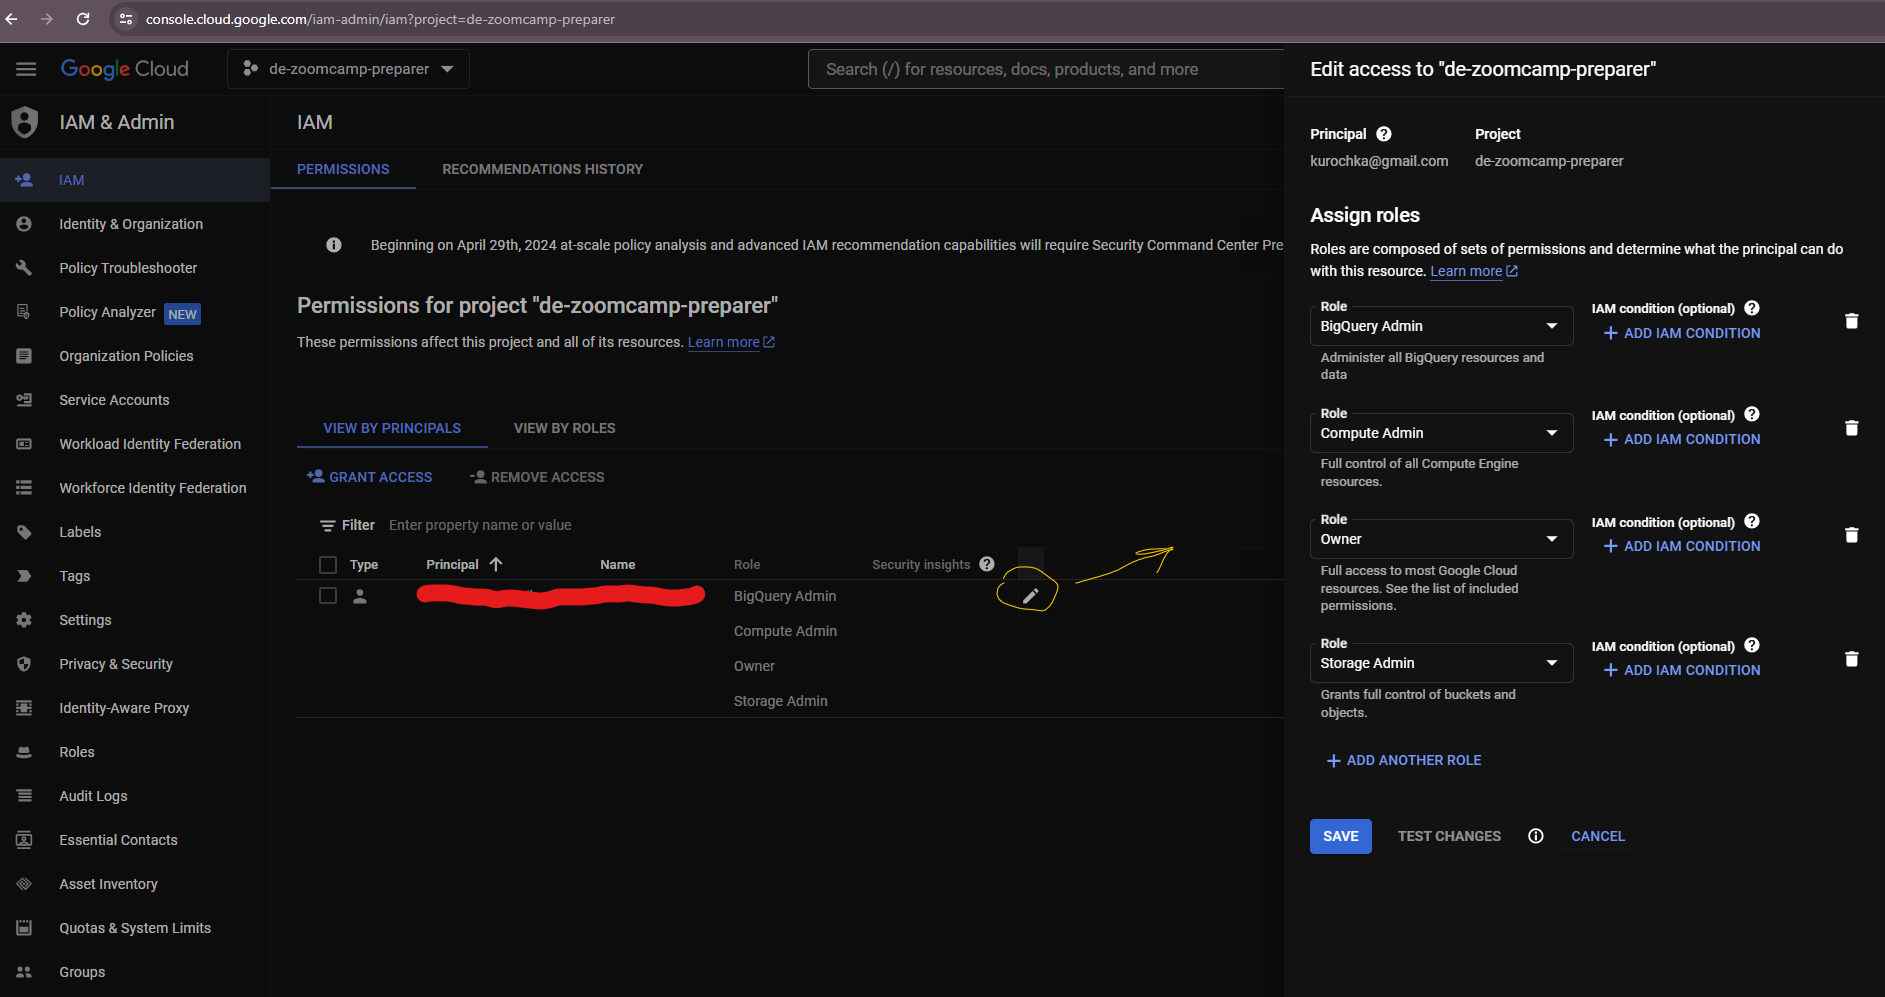 console.cloud.google.com/iam-admin/iam?project=de-zoomcamp-preparer
Google Cloud
de-zoomcamp-preparer
Search (/) for resources, docs, products, and more
IAM & Admin
IAM
Identity & Organization
Policy Troubleshooter
Policy Analyzer NEW
Organization Policies
Service Accounts
Workload Identity Federation
Workforce Identity Federation
Labels
Tags
Settings
Privacy & Security
Identity-Aware Proxy
Roles
Audit Logs
Essential Contacts
Asset Inventory
Quotas & System Limits
Groups
IAM
PERMISSIONS RECOMMENDATIONS HISTORY
Beginning on April 29th, 2024 at-scale policy analysis and advanced IAM recommendation capabilities will require Security Command Center Pre
Permissions for project "de-zoomcamp-preparer"
These permissions affect this project and all of its resources. Learn more
VIEW BY PRINCIPALS VIEW BY ROLES
GRANT ACCESS REMOVE ACCESS
Filter Enter property name or value
Type Principal Name Role Security insights
BigQuery Admin
Compute Admin
Owner
Storage Admin
Edit access to "de-zoomcamp-preparer"
Principal Project
kurochka@gmail.com de-zoomcamp-preparer
Assign roles
Roles are composed of sets of permissions and determine what the principal can do
with this resource. Learn more
Role IAM condition (optional)
BigQuery Admin ADD IAM CONDITION
Administer all BigQuery resources and
data
Role IAM condition (optional)
Compute Admin ADD IAM CONDITION
Full control of all Compute Engine
resources.
Role IAM condition (optional)
Owner ADD IAM CONDITION
Full access to most Google Cloud
resources. See the list of included
permissions.
Role IAM condition (optional)
Storage Admin ADD IAM CONDITION
Grants full control of buckets and
objects.
ADD ANOTHER ROLE
SAVE TEST CHANGES CANCEL